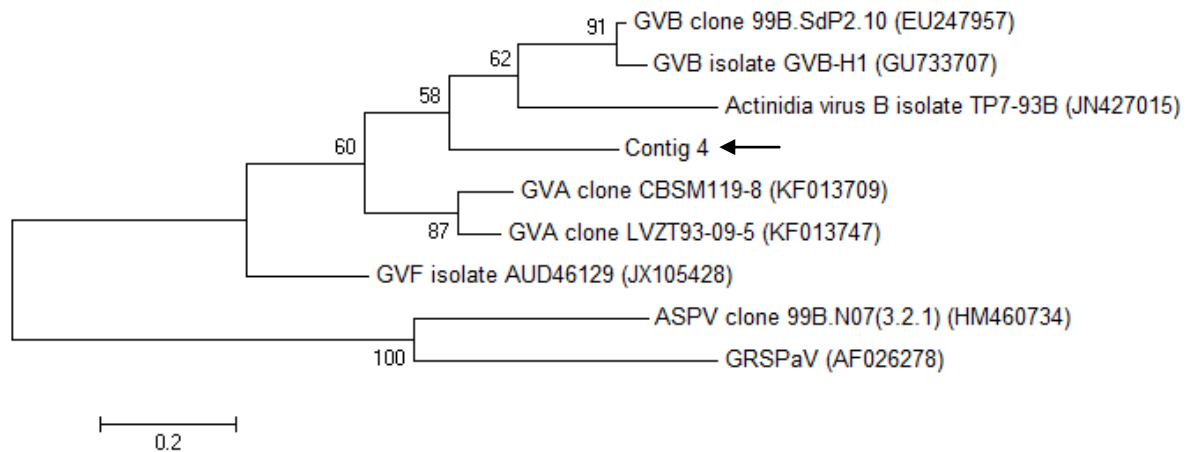 GVB clone 99B.SdP2.10 (EU247957)
91
GVB isolate GVB-H1 (GU733707)
62
Actinidia virus B isolate TP7-93B (JN427015)
58
Contig 4
60
GVA clone CBSM119-8 (KF013709)
87
GVA clone LVZT93-09-5 (KF013747)
GVF isolate AUD46129 (JX105428)
ASPV clone 99B.N07(3.2.1) (HM460734)
100
GRSPaV (AF026278)
0.2